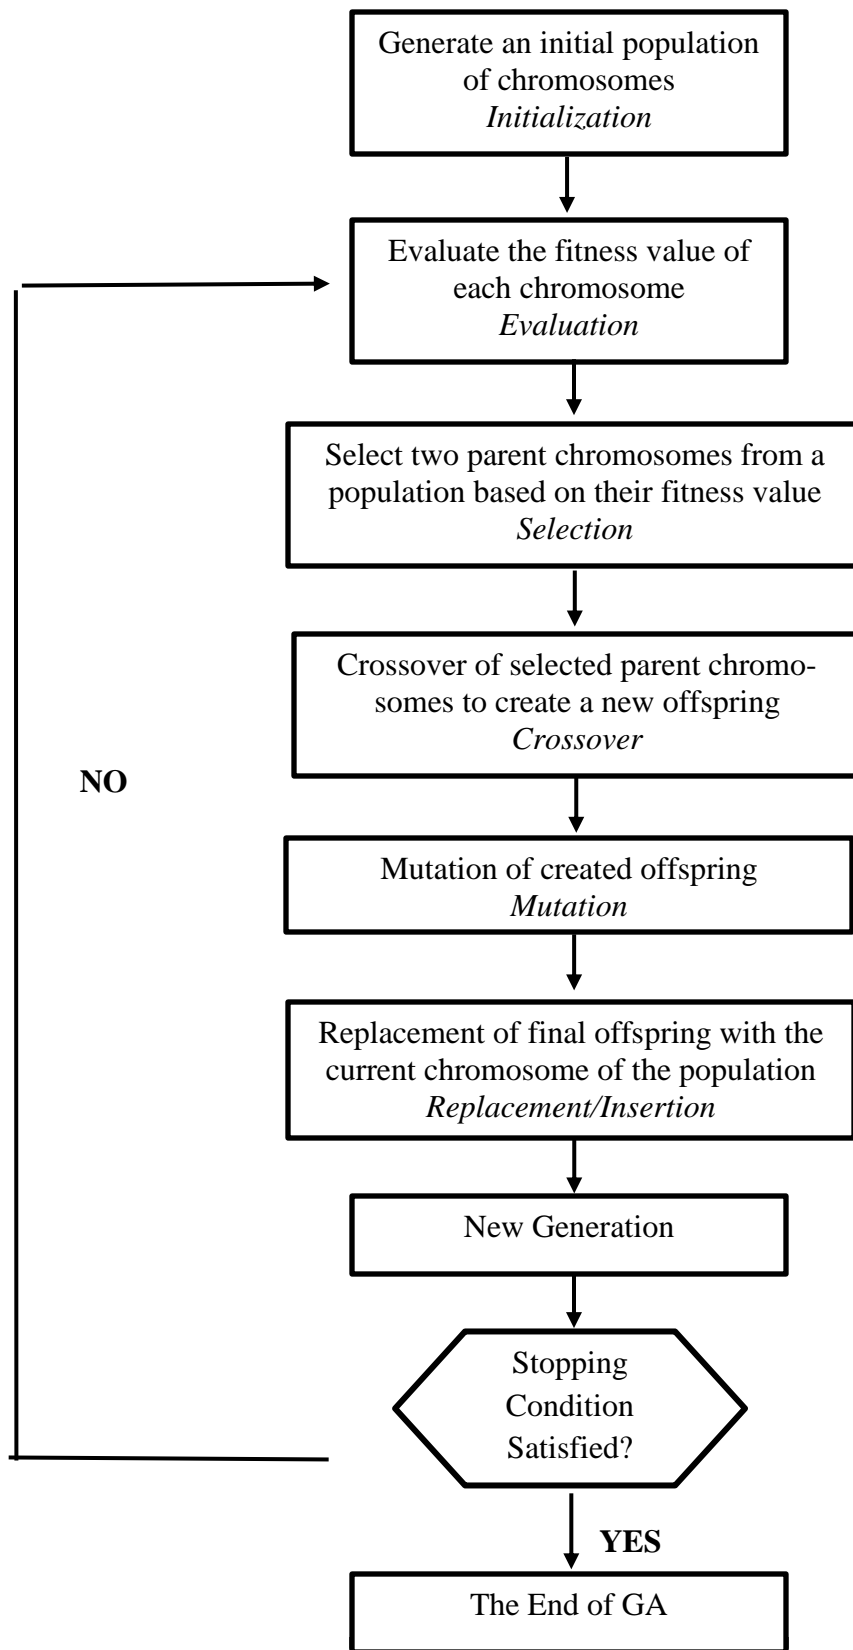 Generate an initial population
of chromosomes
Initialization
Evaluate the fitness value of
each chromosome
Evaluation
Select two parent chromosomes from a
population based on their fitness value
Selection
Crossover of selected parent chromo-
somes to create a new offspring
Crossover
NO
Mutation of created offspring
Mutation
Replacement of final offspring with the
current chromosome of the population
Replacement/Insertion
New Generation
Stopping
Condition
Satisfied?
YES
The End of GA